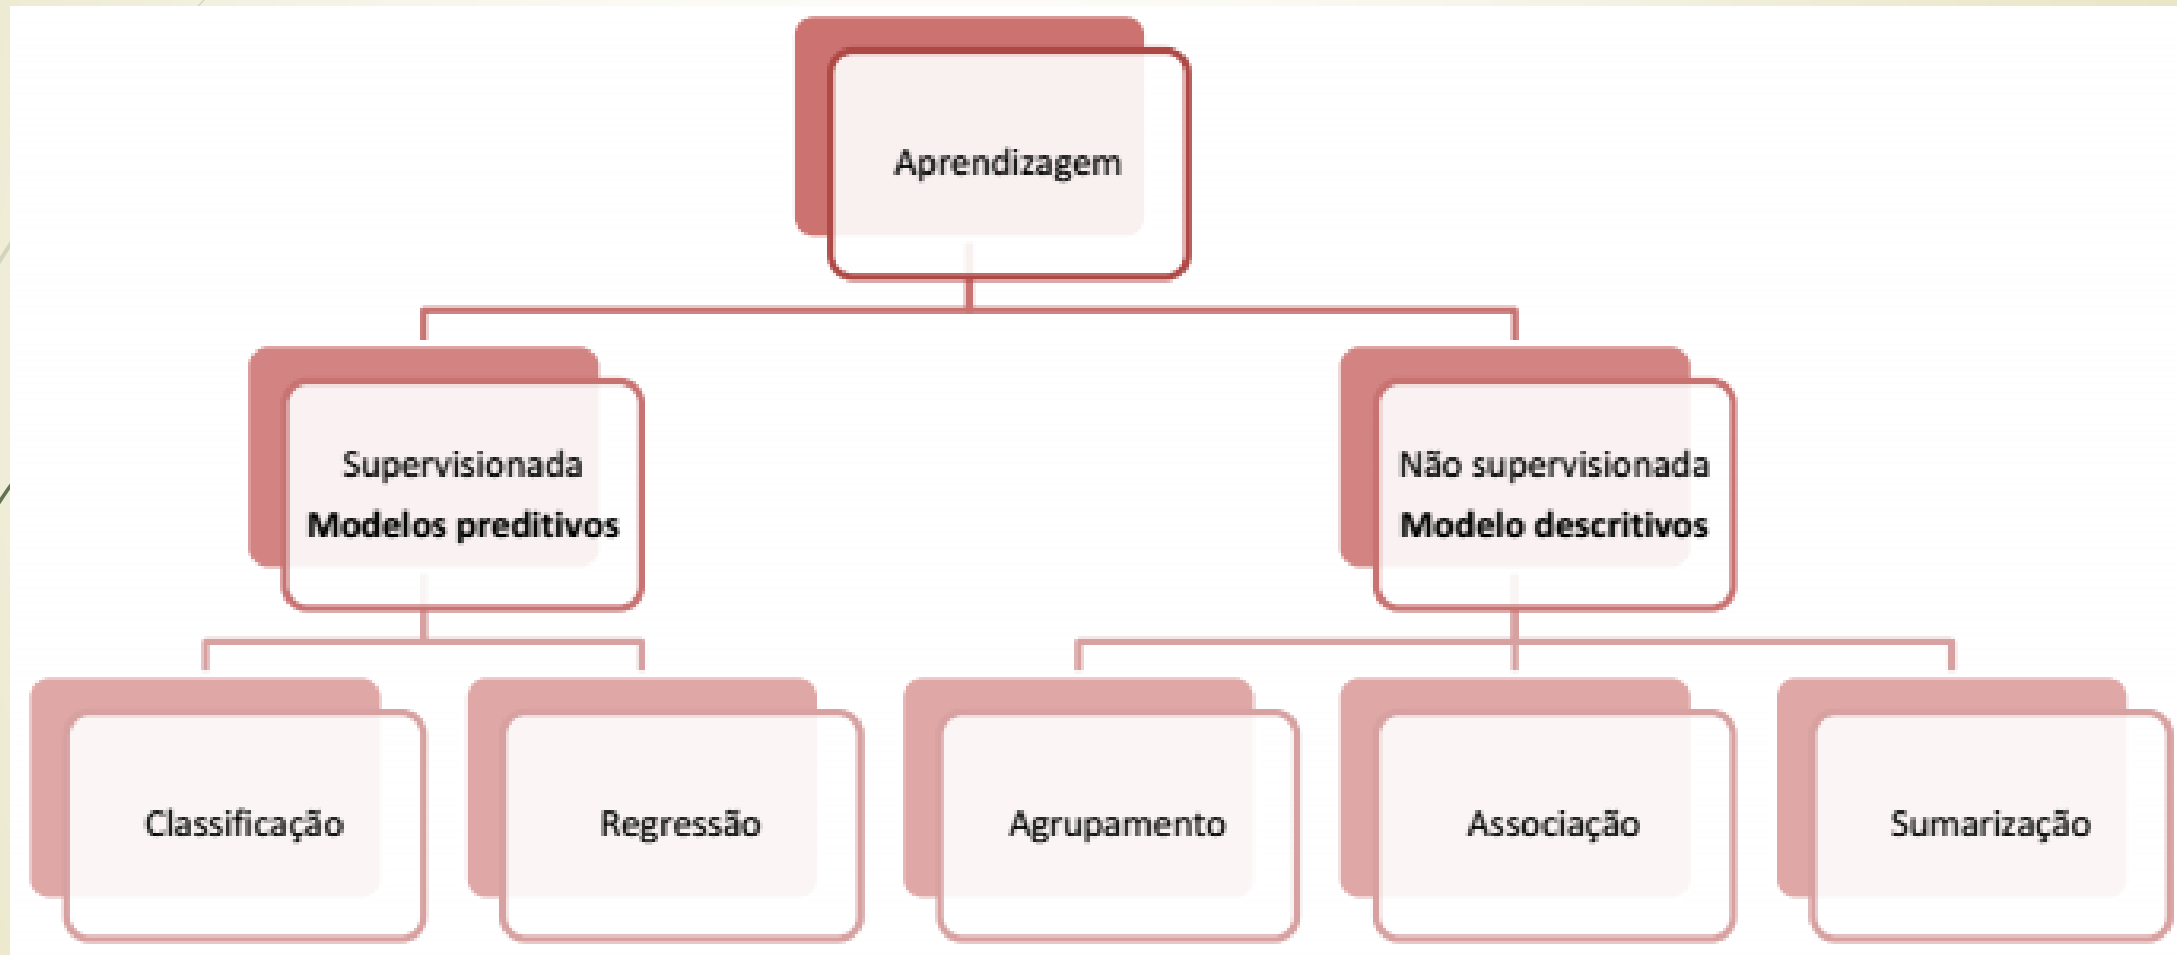 Aprendizagem
Supervisionada
Modelos preditivos
Não supervisionada
Modelo descritivos
Classificação
Regressão
Agrupamento
Associação
Sumarização